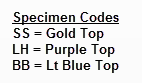 Specimen Codes
SS = Gold Top
LH = Purple Top
BB = Lt Blue Top